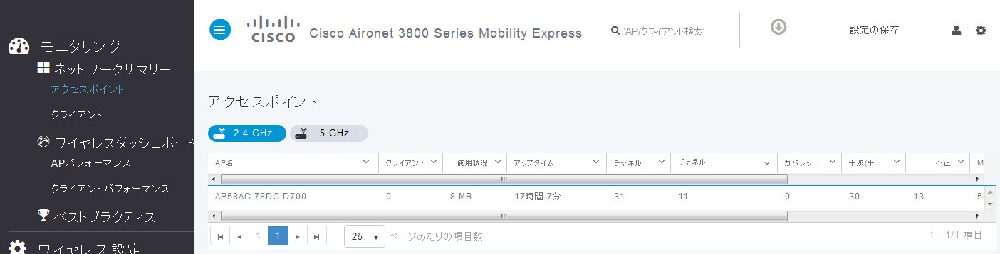 モニタリング
ネットワークサマリー
アクセスポイント
クライアント
ワイヤレスダッシュボード
APパフォーマンス
クライアントパフォーマンス
ベストプラクティス
ワイヤレス設定
CISCO Cisco Aironet 3800 Series Mobility Express 'AP/クライアント検索' 設定の保存
アクセスポイント
2.4 GHz 5 GHz
AP名 クライアント 使用状況 アップタイム チャネル... チャネル カバレッ... 干渉(平... 不正 M
AP58AC.78DC.D700 0 8 MB 17時間 7分 31 11 0 30 13 5
1 1 25 ページあたりの項目数 1 - 1/1 項目